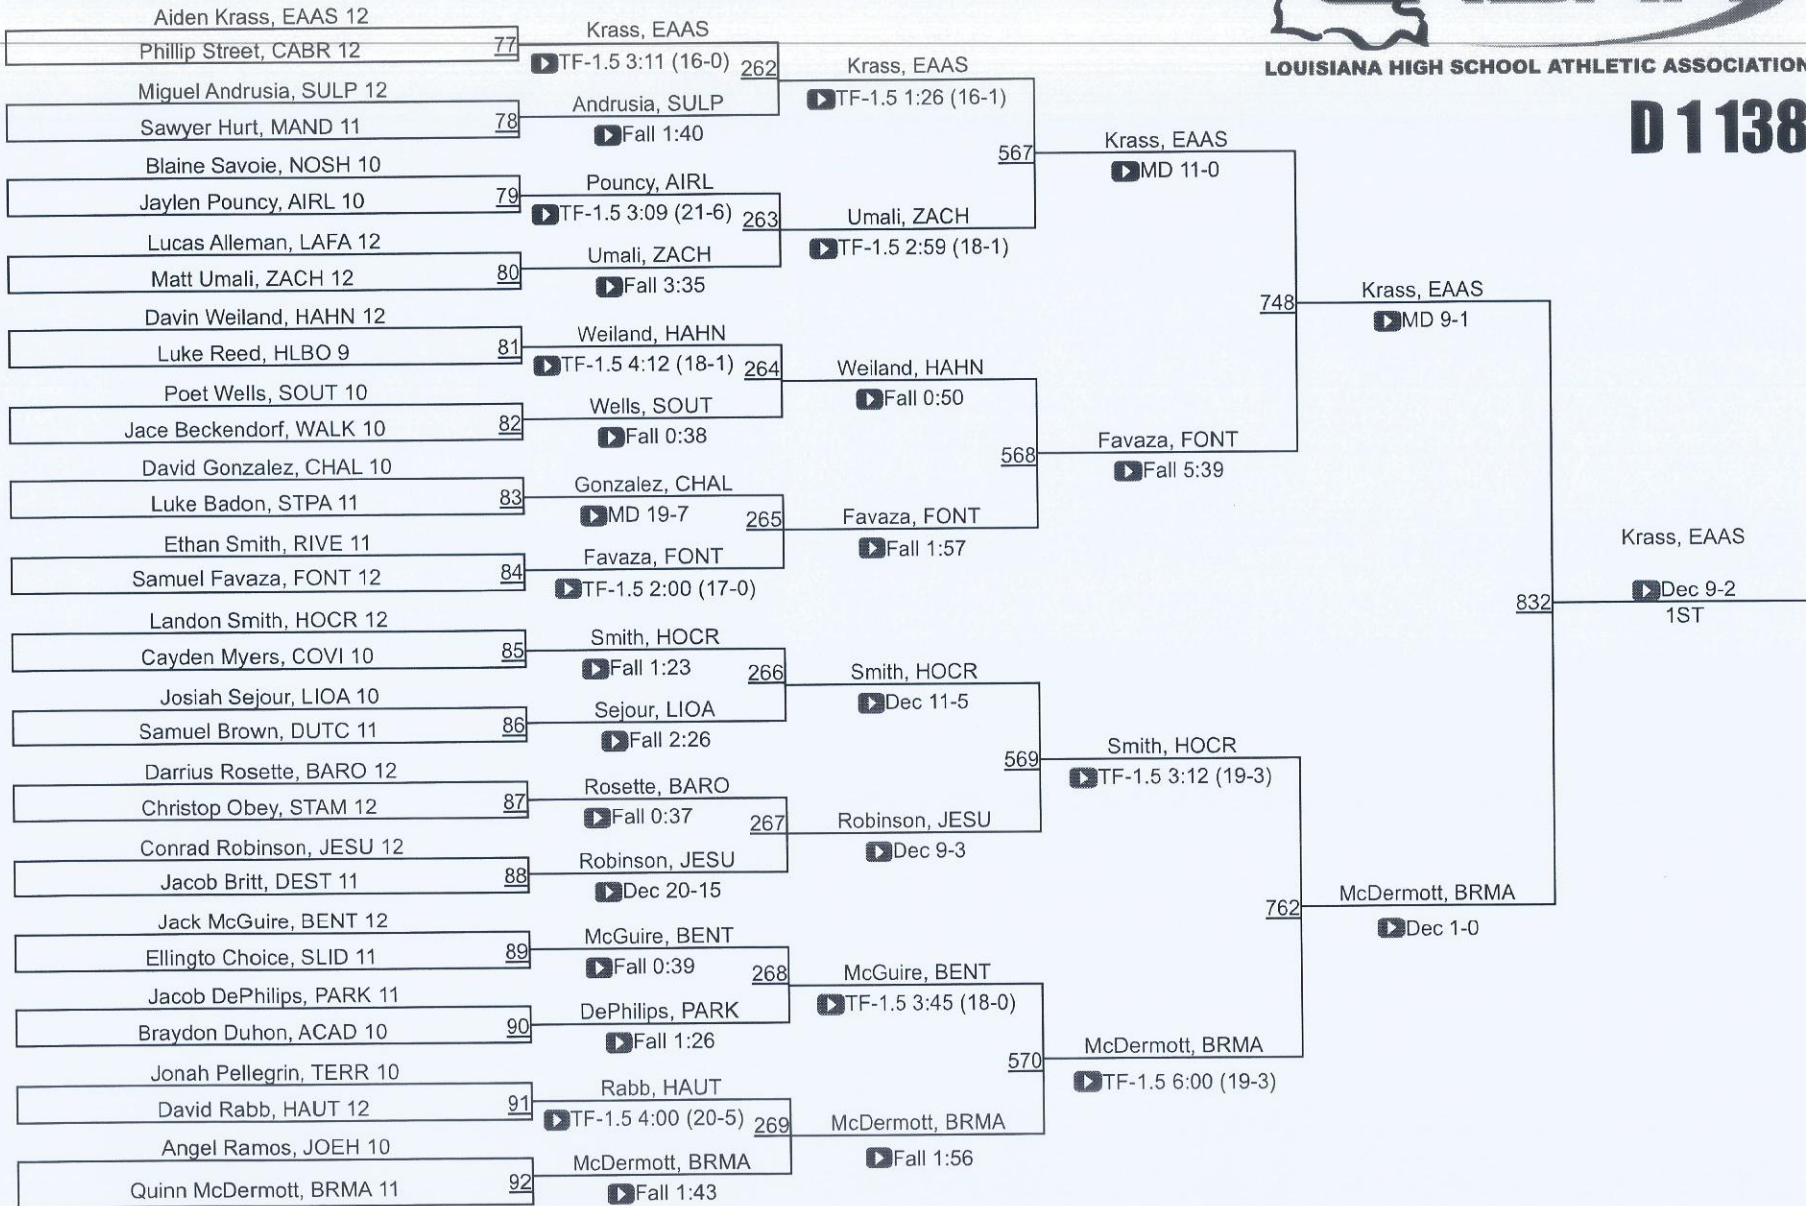 LOUISIANA HIGH SCHOOL ATHLETIC ASSOCIATION
D 1 138
Aiden Krass, EAAS 12
Phillip Street, CABR 12
77
Miguel Andrusia, SULP 12
Sawyer Hurt, MAND 11
78
Blaine Savoie, NOSH 10
Jaylen Pouncy, AIRL 10
79
Lucas Alleman, LAFA 12
Matt Umali, ZACH 12
80
Davin Weiland, HAHN 12
Luke Reed, HLBO 9
81
Poet Wells, SOUT 10
Jace Beckendorf, WALK 10
82
David Gonzalez, CHAL 10
Luke Badon, STPA 11
83
Ethan Smith, RIVE 11
Samuel Favaza, FONT 12
84
Landon Smith, HOCR 12
Cayden Myers, COVI 10
85
Josiah Sejour, LIOA 10
Samuel Brown, DUTC 11
86
Darrius Rosette, BARO 12
Christop Obey, STAM 12
87
Conrad Robinson, JESU 12
Jacob Britt, DEST 11
88
Jack McGuire, BENT 12
Ellingto Choice, SLID 11
89
Jacob DePhilips, PARK 11
Braydon Duhon, ACAD 10
90
Jonah Pellegrin, TERR 10
David Rabb, HAUT 12
91
Angel Ramos, JOEH 10
Quinn McDermott, BRMA 11
92
Krass, EAAS
TF-1.5 3:11 (16-0)
262
Andrusia, SULP
Fall 1:40
Pouncy, AIRL
TF-1.5 3:09 (21-6)
263
Umali, ZACH
Fall 3:35
Weiland, HAHN
TF-1.5 4:12 (18-1)
264
Wells, SOUT
Fall 0:38
Gonzalez, CHAL
MD 19-7
265
Favaza, FONT
TF-1.5 2:00 (17-0)
Smith, HOCR
Fall 1:23
266
Sejour, LIOA
Fall 2:26
Rosette, BARO
Fall 0:37
267
Robinson, JESU
Dec 20-15
McGuire, BENT
Fall 0:39
268
DePhilips, PARK
Fall 1:26
Rabb, HAUT
TF-1.5 4:00 (20-5)
269
McDermott, BRMA
Fall 1:43
Krass, EAAS
TF-1.5 1:26 (16-1)
567
Umali, ZACH
TF-1.5 2:59 (18-1)
Weiland, HAHN
Fall 0:50
568
Favaza, FONT
Fall 1:57
Smith, HOCR
Dec 11-5
569
Robinson, JESU
Dec 9-3
McGuire, BENT
TF-1.5 3:45 (18-0)
570
McDermott, BRMA
Fall 1:56
Krass, EAAS
MD 11-0
748
Favaza, FONT
Fall 5:39
Smith, HOCR
TF-1.5 3:12 (19-3)
762
McDermott, BRMA
TF-1.5 6:00 (19-3)
Krass, EAAS
MD 9-1
832
McDermott, BRMA
Dec 1-0
Krass, EAAS
Dec 9-2
1ST